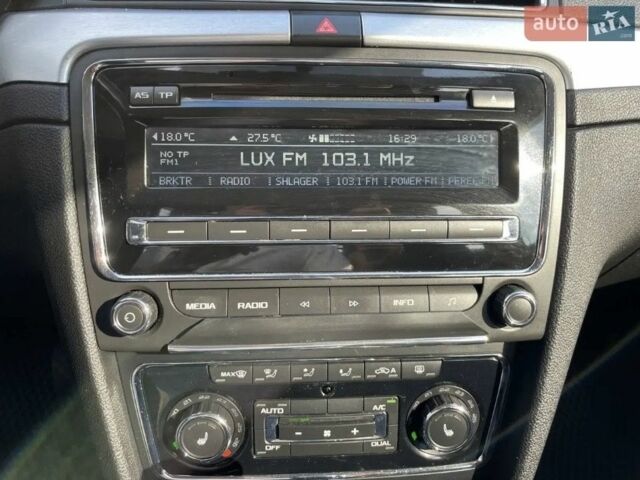 auto RIA .com
AS TP
18.0 °C 27.5 °C 16:29 18.0 °C
NO TP
FM1
LUX FM 103.1 MHz
BRKTR RADIO SHLAGER 103.1 FM POWER FM
MEDIA RADIO INFO
MAX A
AUTO A/C
- +
OFF DUAL